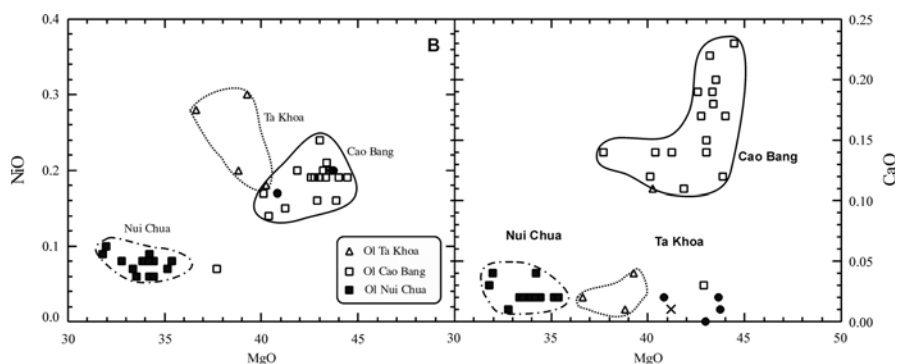 0.4
0.3
0.2
0.1
0.0
NiO
B
Ta Khoa
Cao Bang
Nui Chua
Ol Ta Khoa
Ol Cao Bang
Ol Nui Chua
30 35 40 45 50
MgO
0.25
0.20
0.15
0.10
0.05
0.00
CaO
Cao Bang
Nui Chua
Ta Khoa
35 40 45 50
MgO